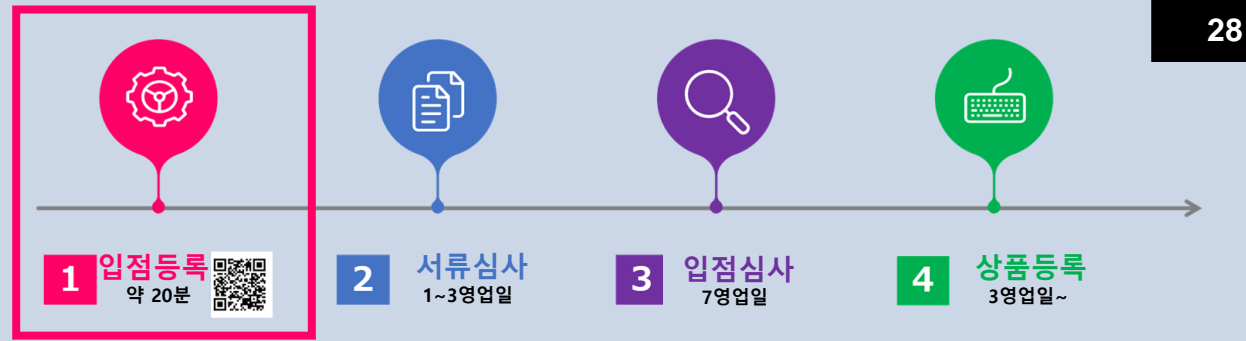 28
1 입점등록
약 20분
2 서류심사
1~3영업일
3 입점심사
7영업일
4 상품등록
3영업일~